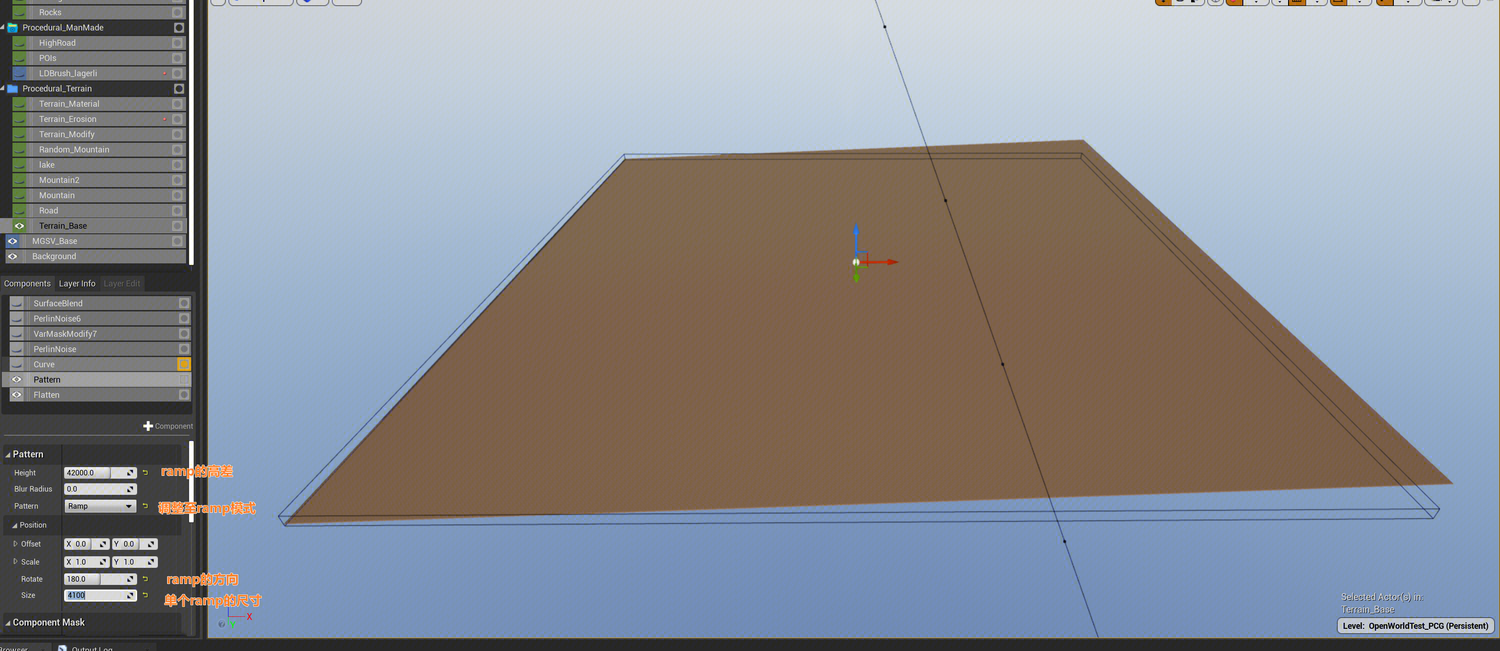 Rocks
Procedural_ManMade
HighRoad
POIs
LDBrush_lagerli
Procedural_Terrain
Terrain_Material
Terrain_Erosion
Terrain_Modify
Random_Mountain
lake
Mountain2
Mountain
Road
Terrain_Base
MGSV_Base
Background
Components Layer Info Layer Edit
SurfaceBlend
PerlinNoise6
VarMaskModify7
PerlinNoise
Curve
Pattern
Flatten
Component
Pattern
Height 42000.0 ramp的高差
Blur Radius 0.0
Pattern Ramp 调整至ramp模式
Position
Offset X 0.0 Y 0.0
Scale X 1.0 Y 1.0
Rotate 180.0 ramp的方向
Size 4100 单个ramp的尺寸
Component Mask
X
Selected Actor(s) in:
Terrain_Base
Level: OpenWorldTest_PCG (Persistent)
Output Log